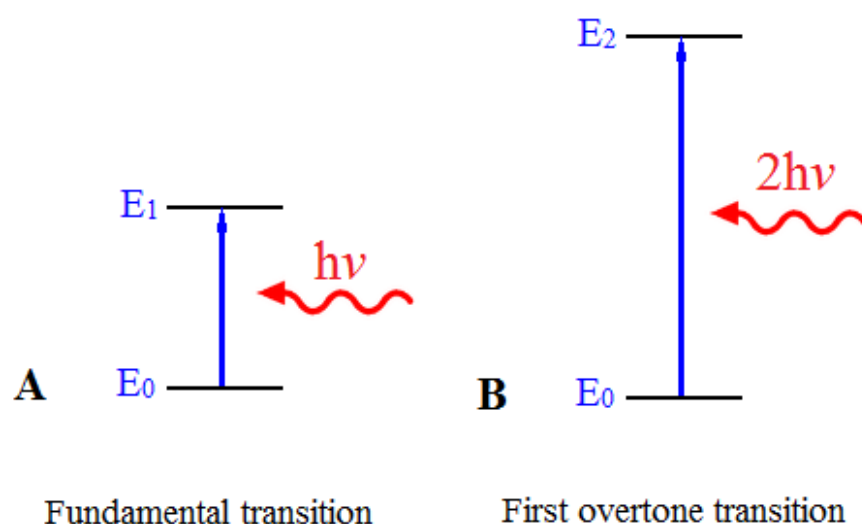 E₂
E₁
2hν
hν
A
E₀
B
E₀
Fundamental transition
First overtone transition